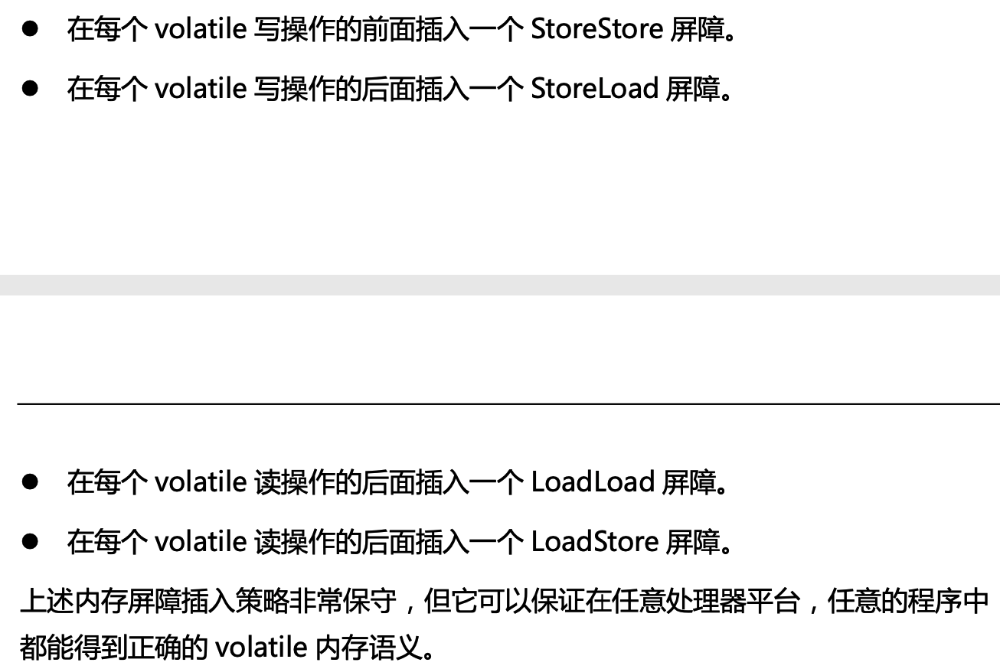 ● 在每个 volatile 写操作的前面插入一个 StoreStore 屏障。
● 在每个 volatile 写操作的后面插入一个 StoreLoad 屏障。
● 在每个 volatile 读操作的后面插入一个 LoadLoad 屏障。
● 在每个 volatile 读操作的后面插入一个 LoadStore 屏障。
上述内存屏障插入策略非常保守，但它可以保证在任意处理器平台，任意的程序中
都能得到正确的 volatile 内存语义。